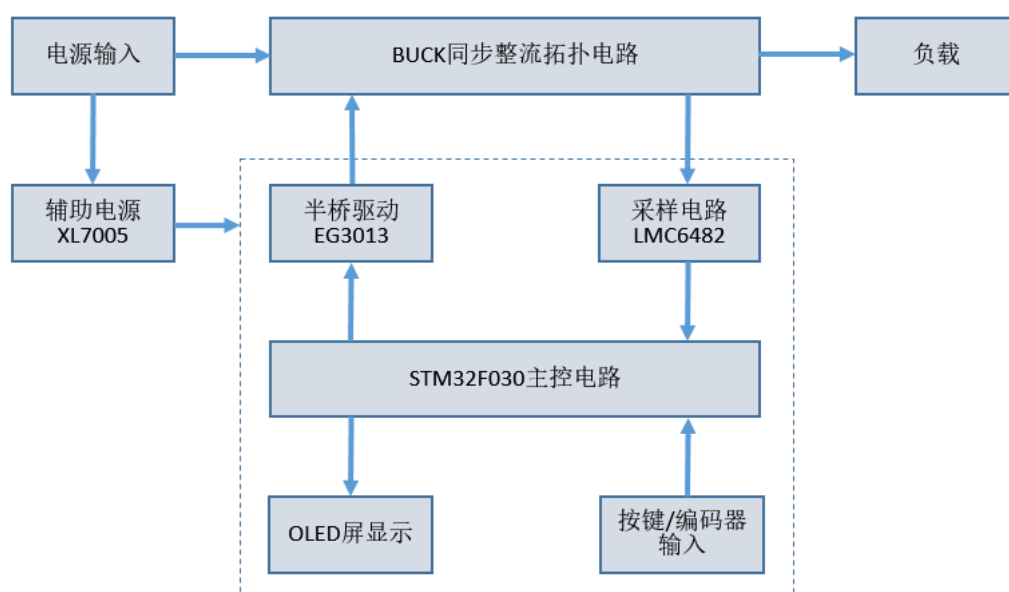 电源输入
BUCK同步整流拓扑电路
负载
辅助电源
XL7005
半桥驱动
EG3013
采样电路
LMC6482
STM32F030主控电路
OLED屏显示
按键/编码器
输入